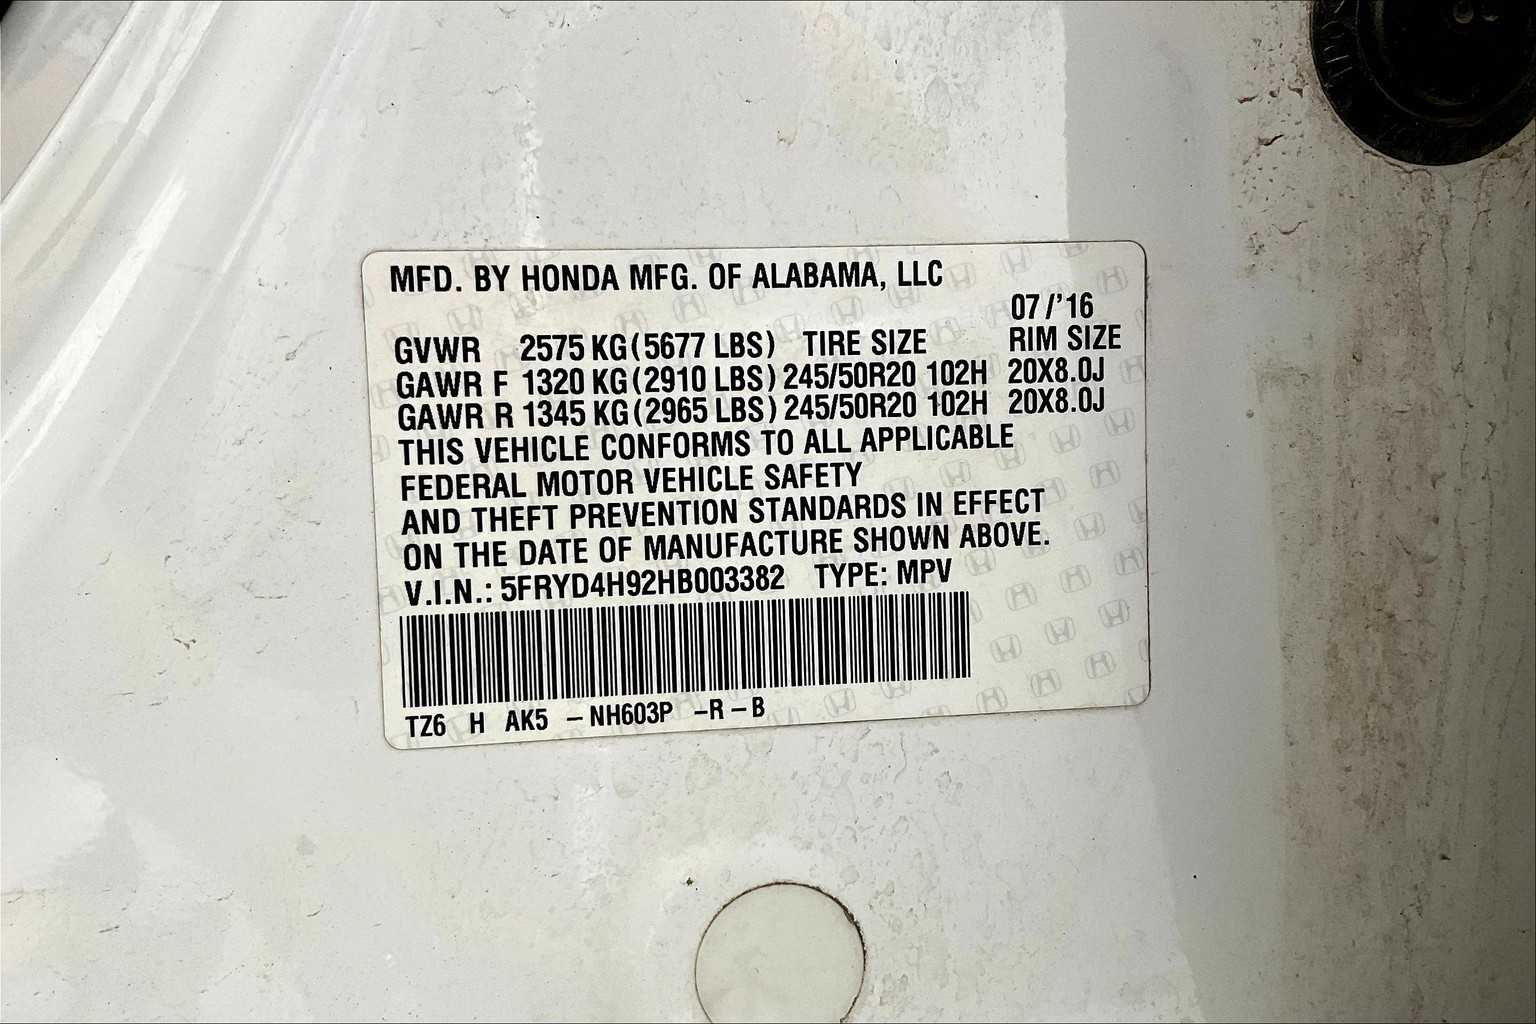 MFD. BY HONDA MFG. OF ALABAMA, LLC
07/'16
GVWR 2575 KG (5677 LBS) TIRE SIZE RIM SIZE
GAWR F 1320 KG (2910 LBS) 245/50R20 102H 20X8.0J
GAWR R 1345 KG (2965 LBS) 245/50R20 102H 20X8.0J
THIS VEHICLE CONFORMS TO ALL APPLICABLE
FEDERAL MOTOR VEHICLE SAFETY
AND THEFT PREVENTION STANDARDS IN EFFECT
ON THE DATE OF MANUFACTURE SHOWN ABOVE.
V.I.N.: 5FRYD4H92HB003382 TYPE: MPV
TZ6 H AK5 -NH603P -R-B